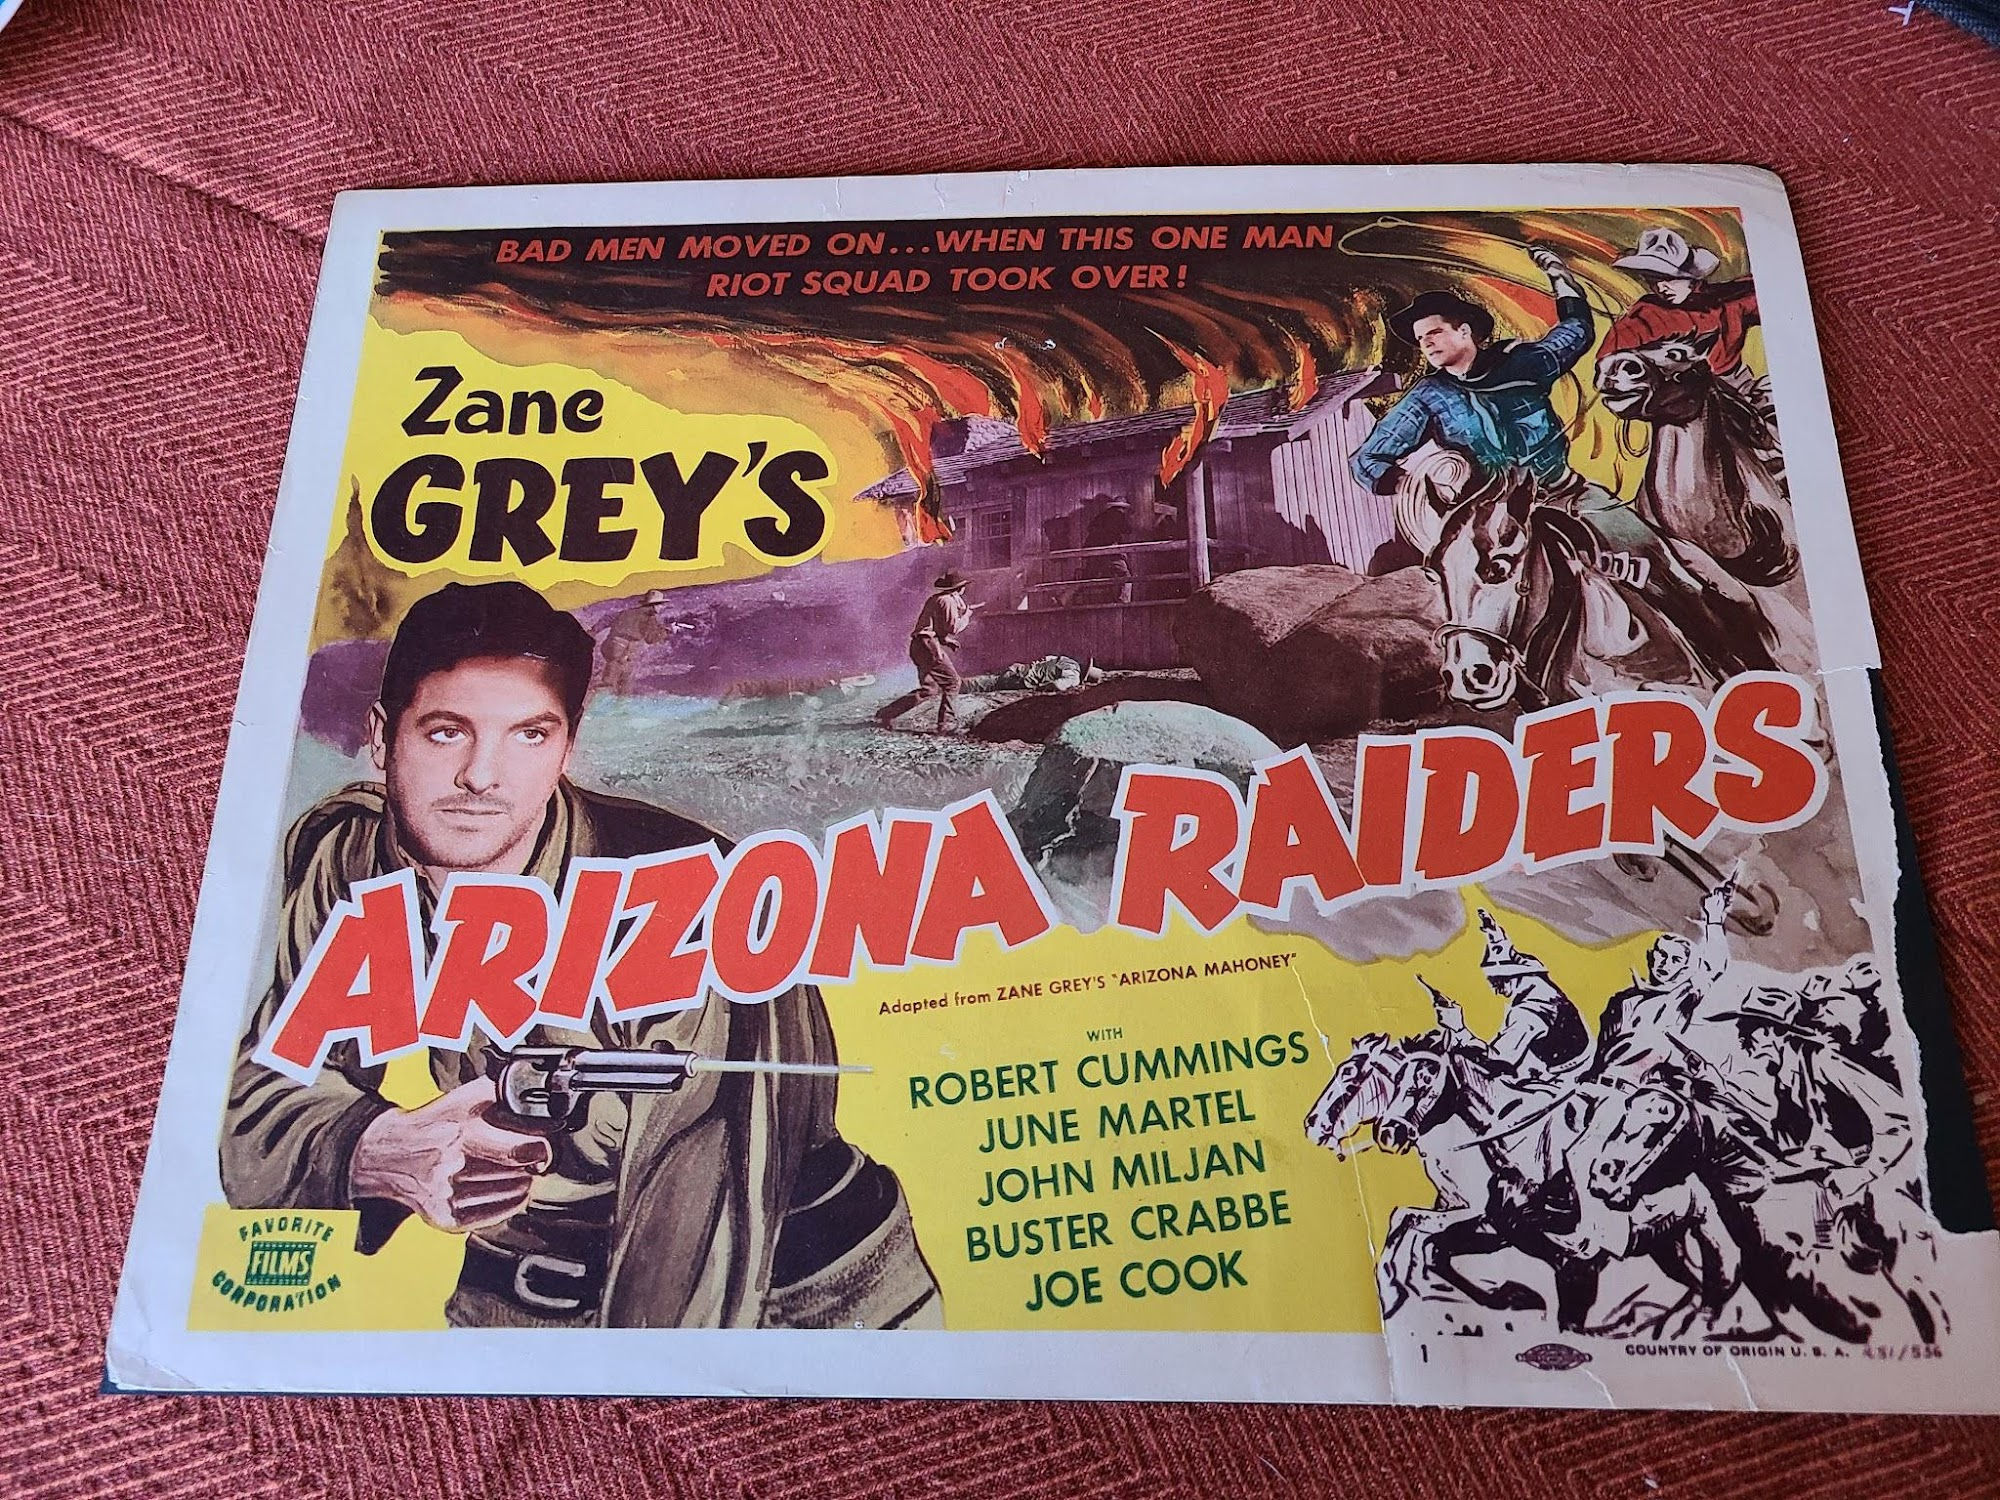 BAD MEN MOVED ON...WHEN THIS ONE MAN
RIOT SQUAD TOOK OVER!
Zane
GREY'S
ARIZONA RAIDERS
Adapted from ZANE GREY'S "ARIZONA MAHONEY"
WITH
ROBERT CUMMINGS
JUNE MARTEL
JOHN MILJAN
BUSTER CRABBE
JOE COOK
FAVORITE
FILMS
CORPORATION
1
COUNTRY OF ORIGIN U. S. A.